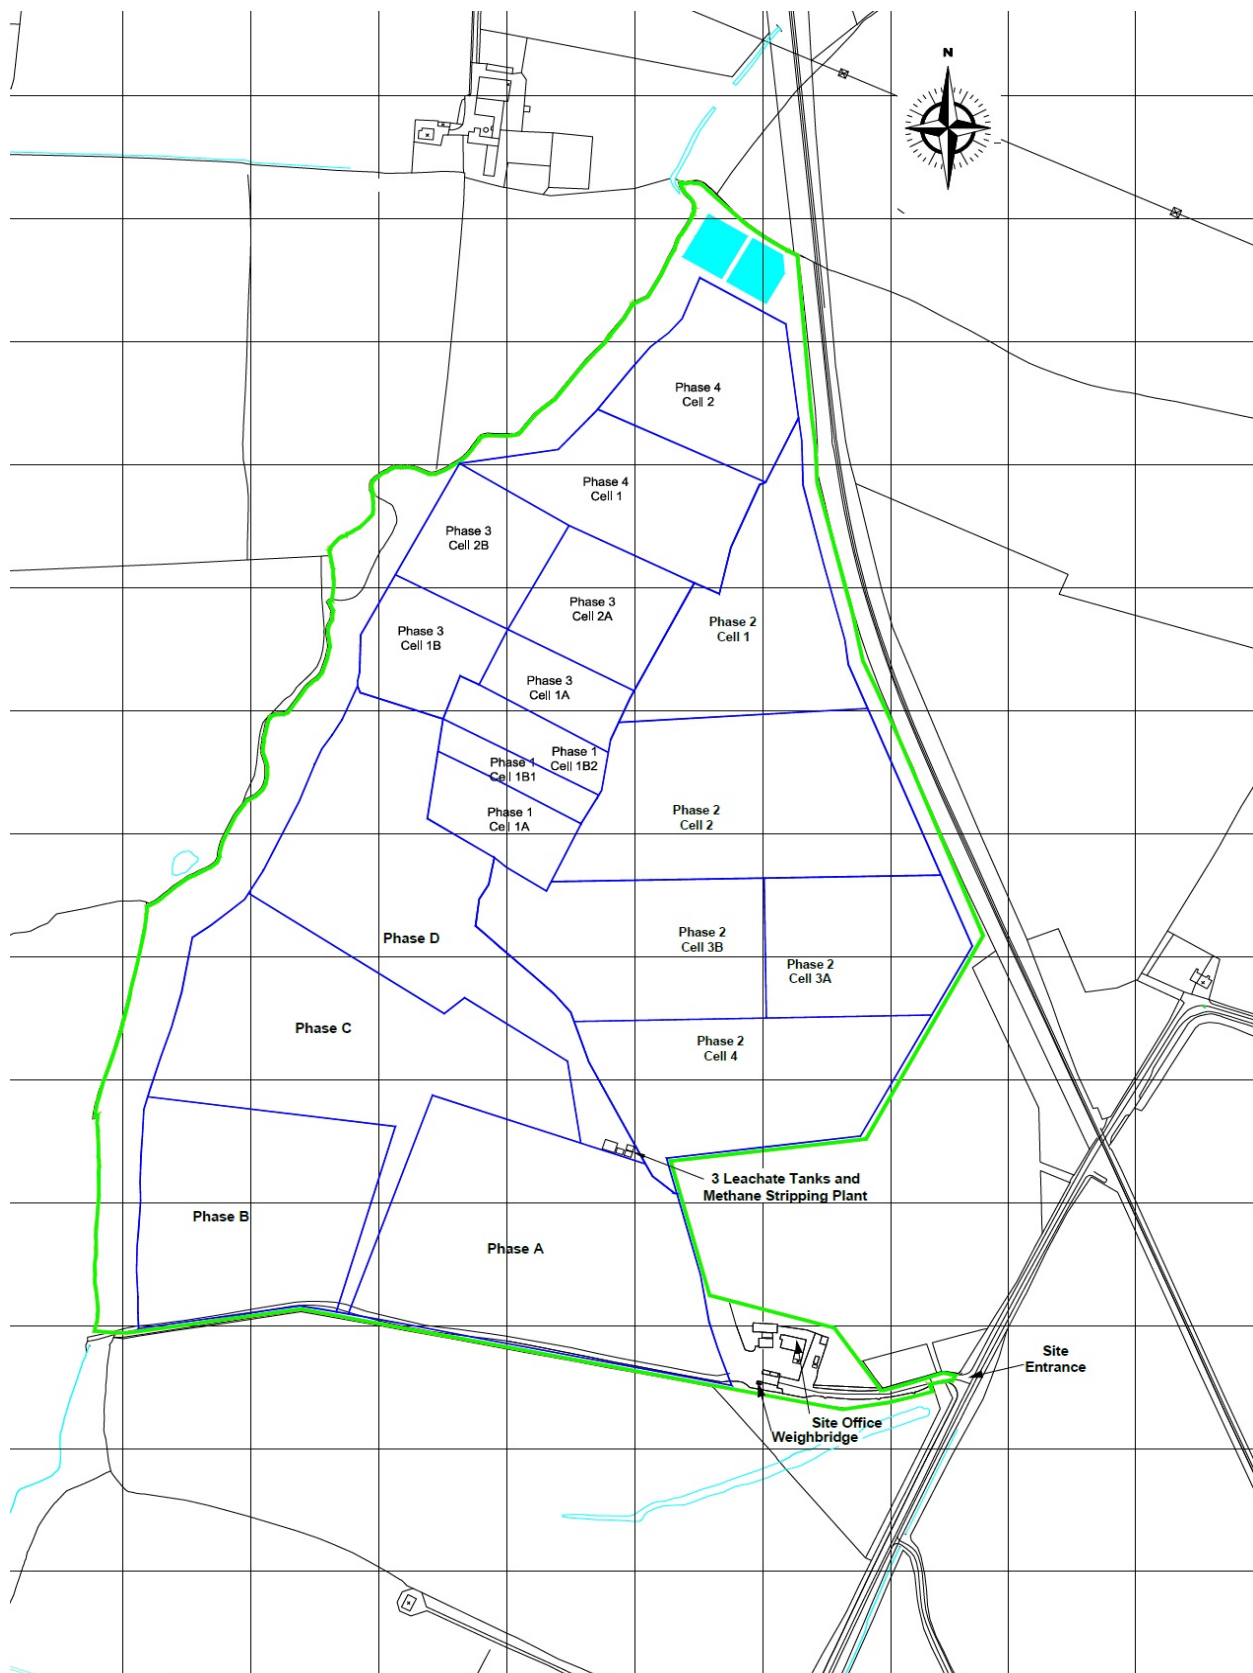 N
Phase 4
Cell 2
Phase 4
Cell 1
Phase 3
Cell 2B
Phase 3
Cell 2A
Phase 2
Cell 1
Phase 3
Cell 1B
Phase 3
Cell 1A
Phase 1
Cell 1B2
Phase 1
Cell 1B1
Phase 1
Cell 1A
Phase 2
Cell 2
Phase D
Phase 2
Cell 3B
Phase 2
Cell 3A
Phase C
Phase 2
Cell 4
3 Leachate Tanks and
Methane Stripping Plant
Phase B
Phase A
Site
Entrance
Site Office
Weighbridge